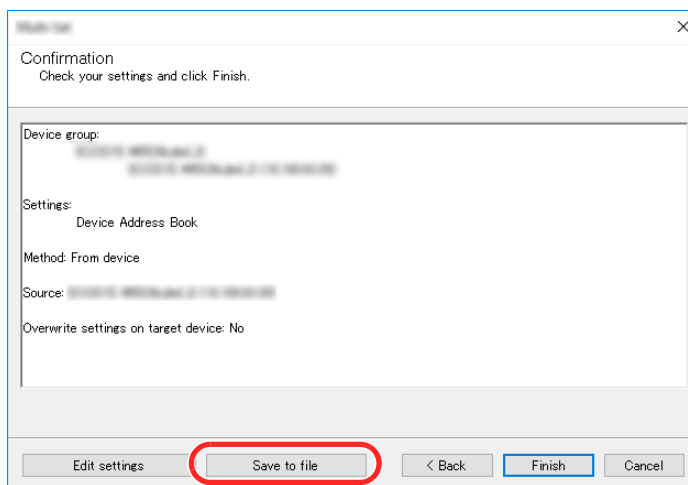 Confirmation
Check your settings and click Finish.
Device group:
Settings:
Device Address Book
Method: From device
Source:
Overwrite settings on target device: No
Edit settings
Save to file
< Back
Finish
Cancel